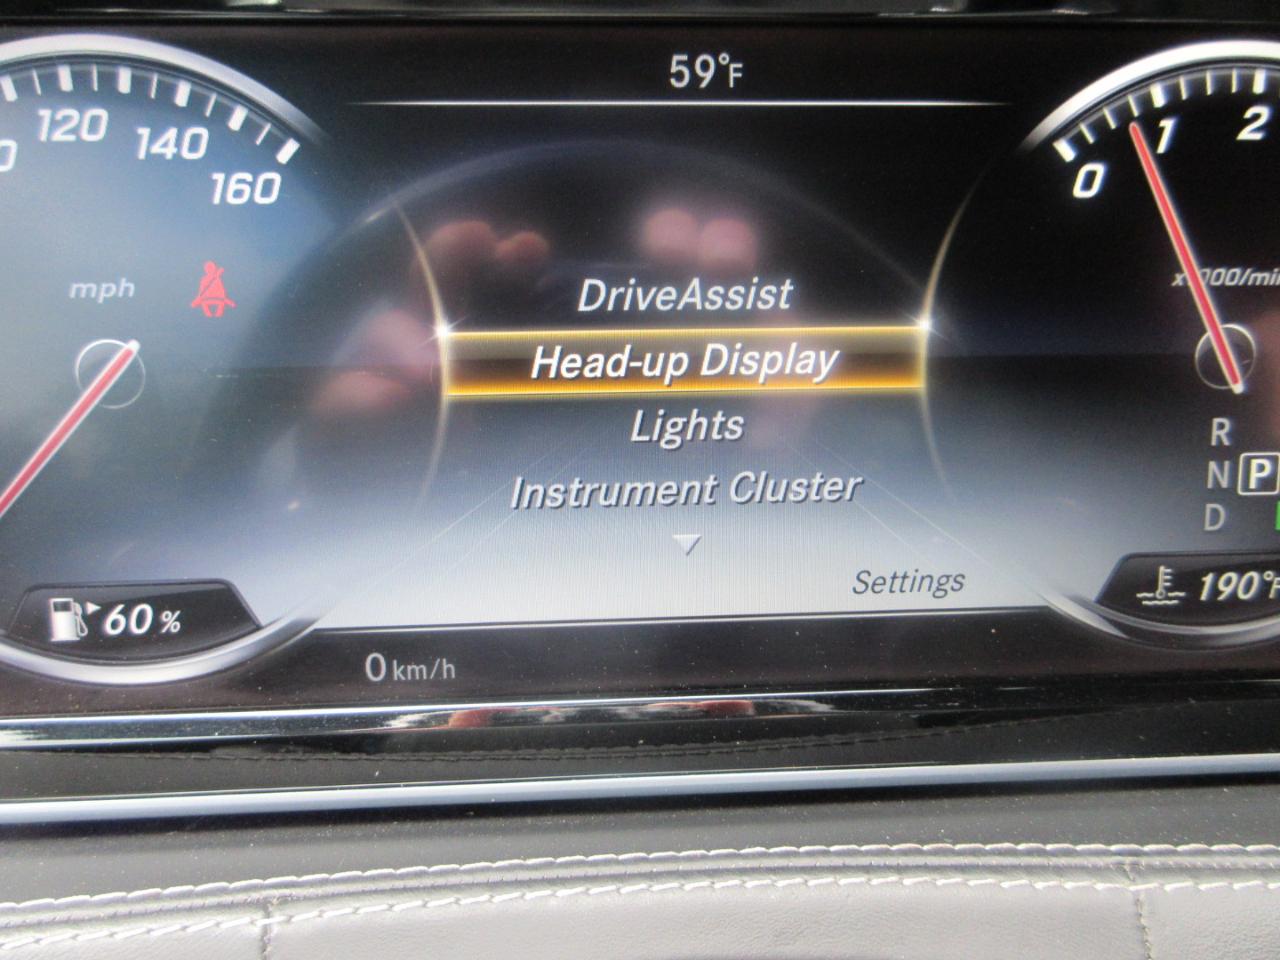 59°F
120
140
160
mph
0
1
2
DriveAssist
Head-up Display
Lights
Instrument Cluster
Settings
R
N P
D
60 %
190°F
0 km/h